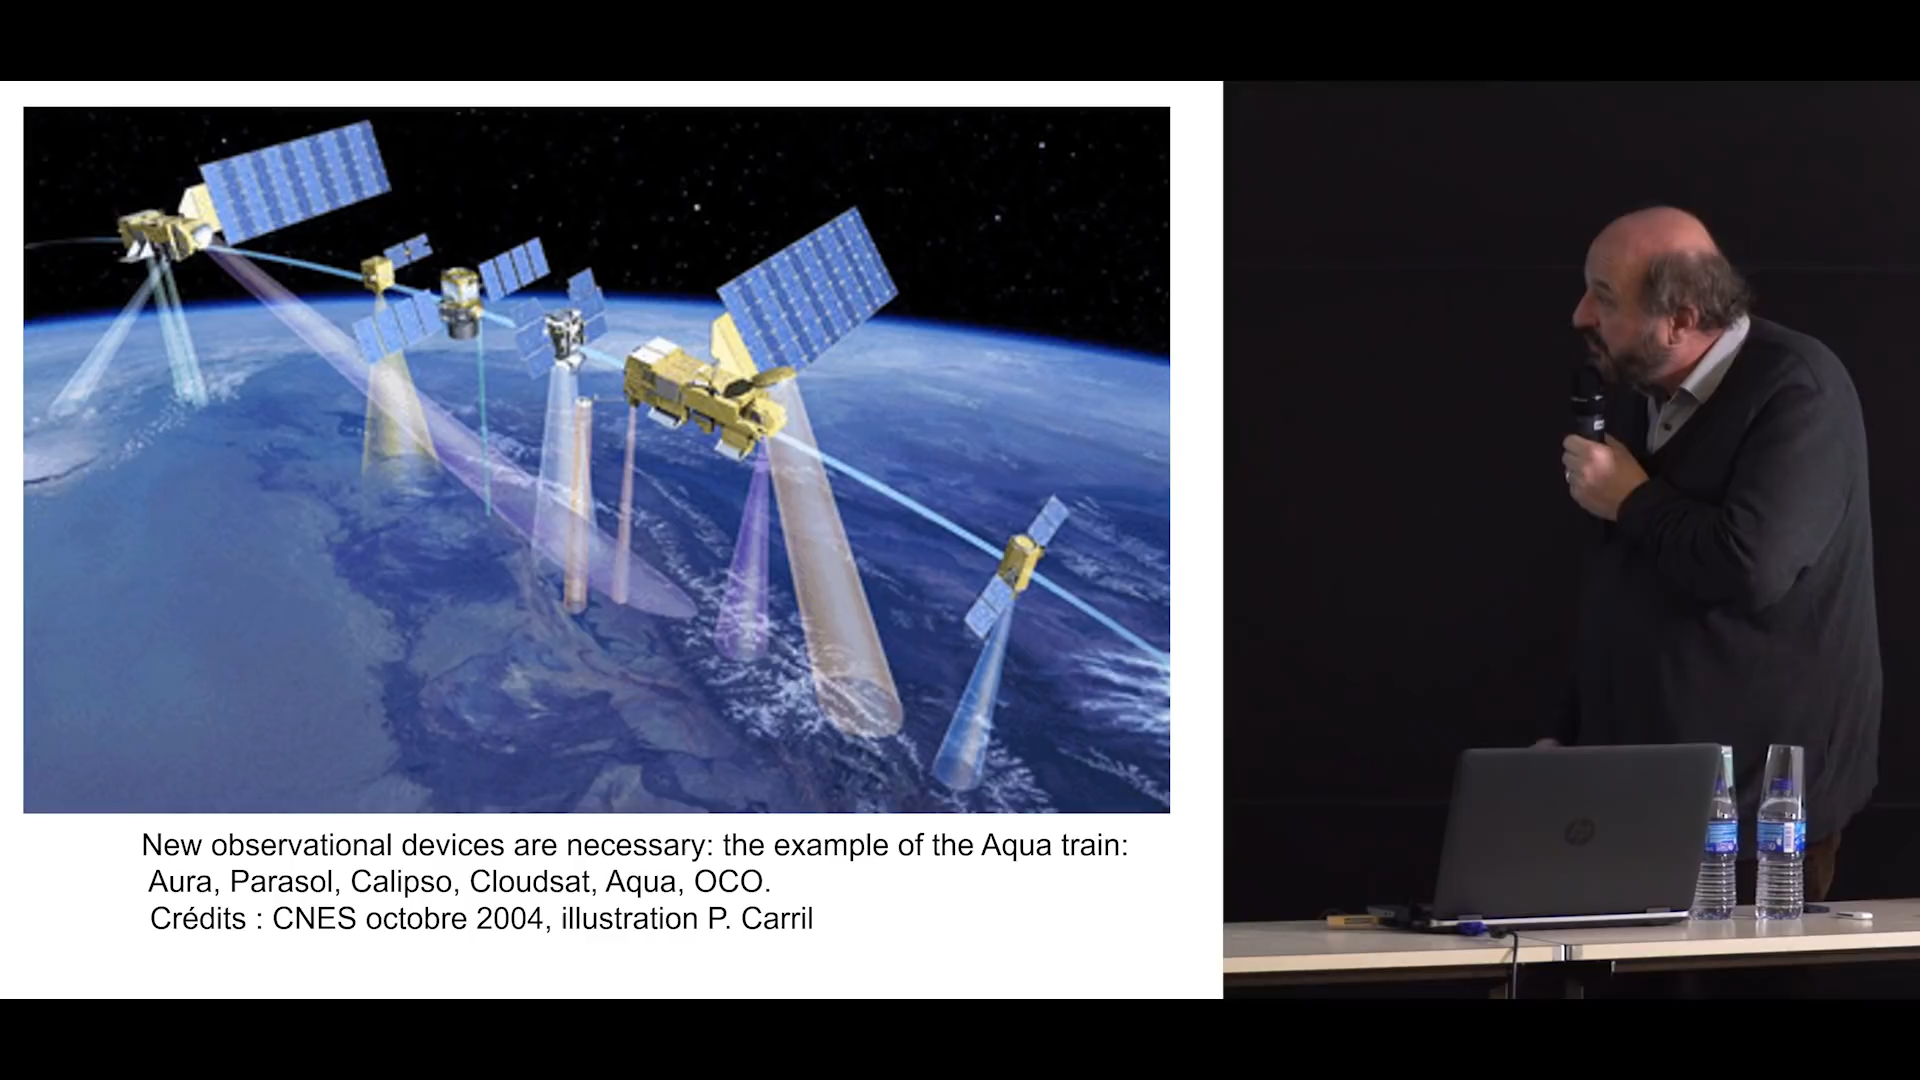 New observational devices are necessary: the example of the Aqua train:
Aura, Parasol, Calipso, Cloudsat, Aqua, OCO.
Crédits : CNES octobre 2004, illustration P. Carril
hp